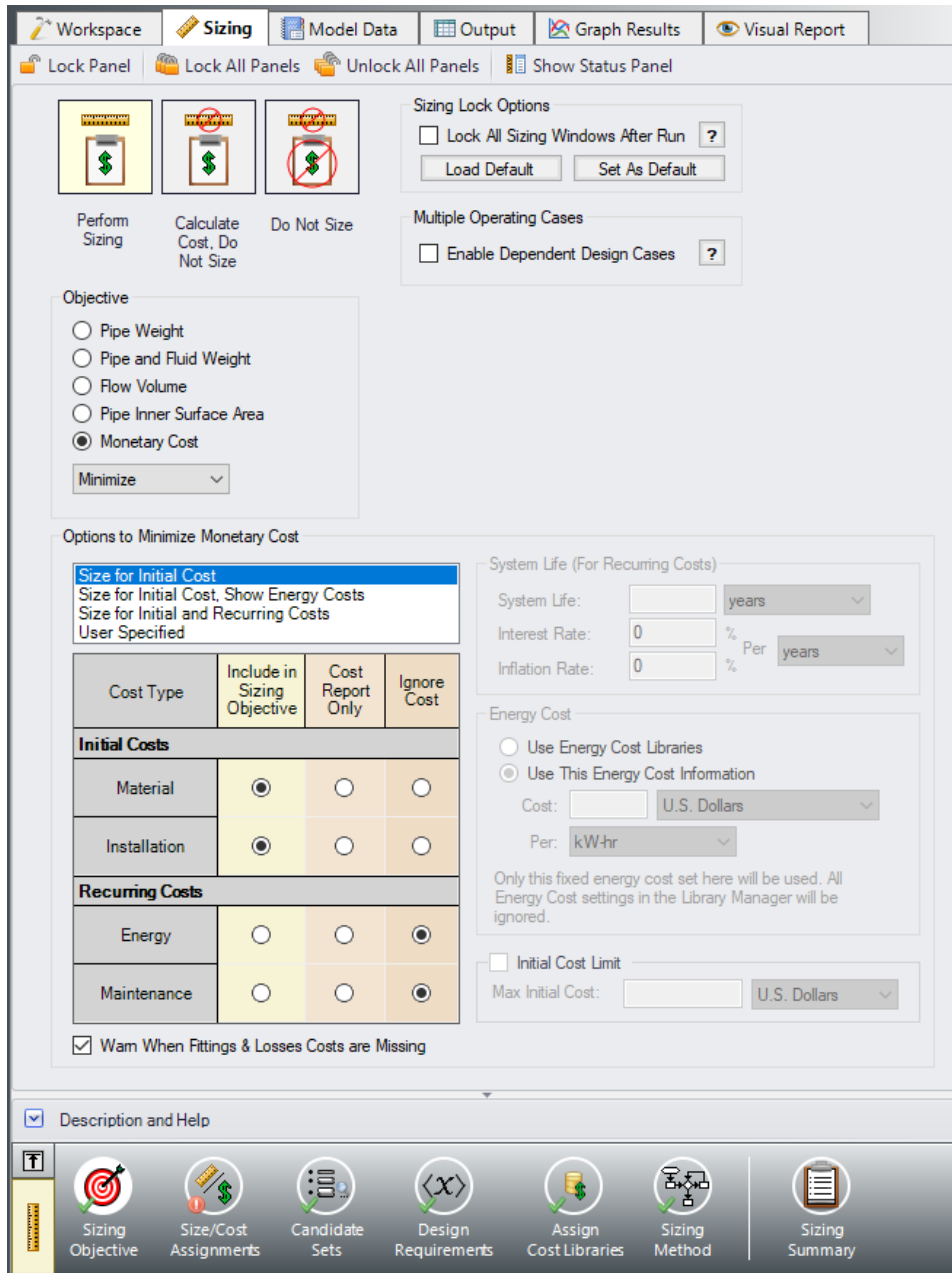 Workspace Sizing Model Data Output Graph Results Visual Report
Lock Panel Lock All Panels Unlock All Panels Show Status Panel
Perform
Sizing
Calculate
Cost, Do
Not Size
Do Not Size
Sizing Lock Options
Lock All Sizing Windows After Run ?
Load Default Set As Default
Multiple Operating Cases
Enable Dependent Design Cases ?
Objective
Pipe Weight
Pipe and Fluid Weight
Flow Volume
Pipe Inner Surface Area
Monetary Cost
Minimize
Options to Minimize Monetary Cost
Size for Initial Cost
Size for Initial Cost, Show Energy Costs
Size for Initial and Recurring Costs
User Specified
Cost Type
Include in
Sizing
Objective
Cost
Report
Only
Ignore
Cost
Initial Costs
Material
Installation
Recurring Costs
Energy
Maintenance
Warn When Fittings & Losses Costs are Missing
System Life (For Recurring Costs)
System Life: years
Interest Rate: 0 %
Inflation Rate: 0 %
Per years
Energy Cost
Use Energy Cost Libraries
Use This Energy Cost Information
Cost: U.S. Dollars
Per: kW-hr
Only this fixed energy cost set here will be used. All
Energy Cost settings in the Library Manager will be
ignored.
Initial Cost Limit
Max Initial Cost: U.S. Dollars
Description and Help
Sizing
Objective
Size/Cost
Assignments
Candidate
Sets
Design
Requirements
Assign
Cost Libraries
Sizing
Method
Sizing
Summary